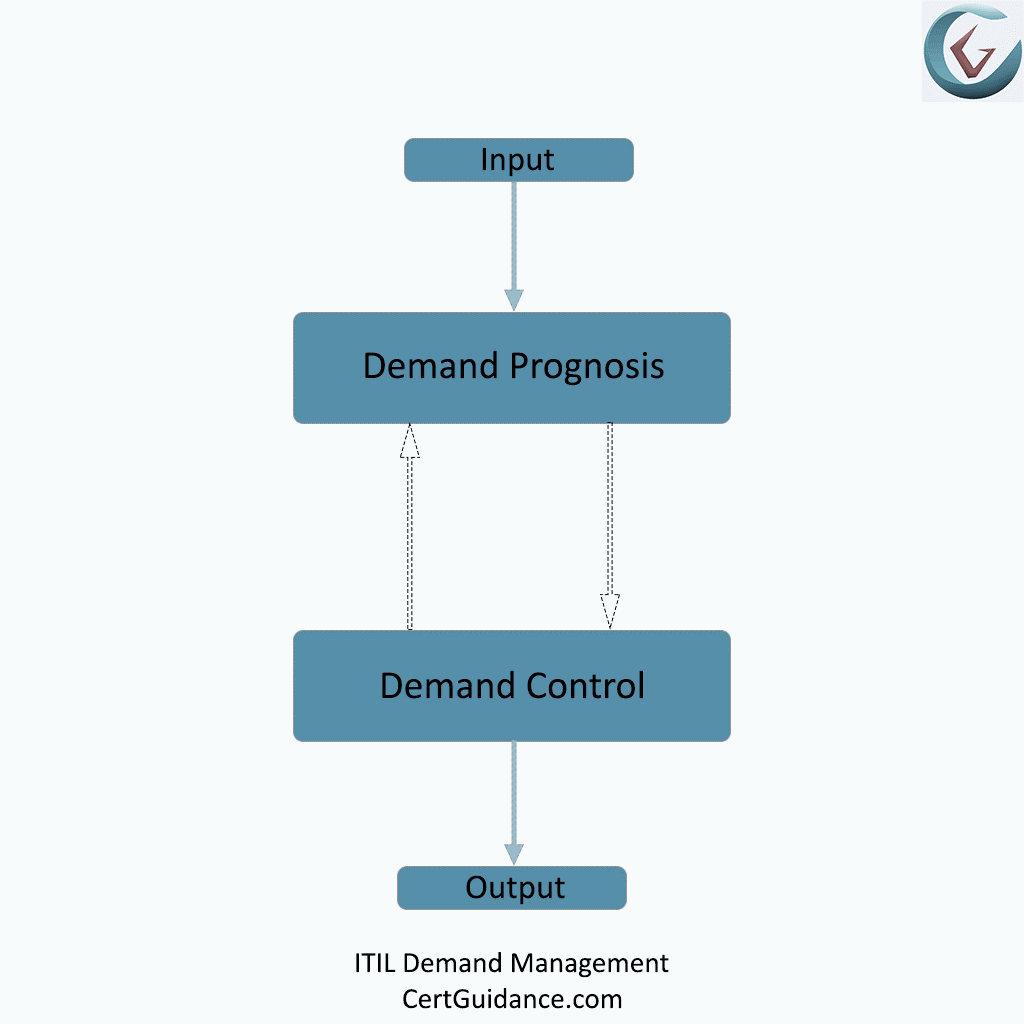 Input
Demand Prognosis
Demand Control
Output
ITIL Demand Management
CertGuidance.com